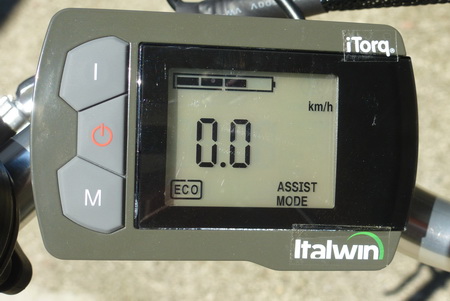 iTorq.
I
km/h
0.0
M
ECO
ASSIST
MODE
Italwin